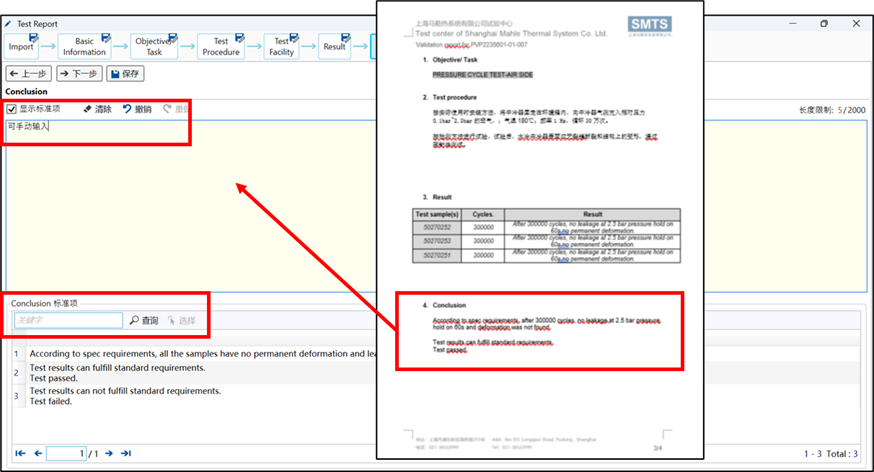 Test Report
Import
Basic Information
Objective/ Task
Test Procedure
Test Facility
Result
上一步
下一步
保存
Conclusion
显示标准项
清除
撤销
长度限制: 5/2000
可手动输入
Conclusion 标准项
关键字
查询
选择
1 According to spec requirements, all the samples have no permanent deformation and lea
2 Test results can fulfill standard requirements.
Test passed.
3 Test results can not fulfill standard requirements.
Test failed.
1 / 1
1 - 3 Total : 3
上海马勒热系统有限公司试验中心
Test center of Shanghai Mahle Thermal System Co. Ltd.
SMTS
Validation report No.PVP2235601-01-007
1. Objective/ Task
PRESSURE CYCLE TEST-AIR SIDE
2. Test procedure
3. Result
Test sample(s) Cycles. Result
50270252 300000 After 300000 cycles, no leakage at 2.5 bar pressure hold on
60s,no permanent deformation.
50270253 300000 After 300000 cycles, no leakage at 2.5 bar pressure hold on
60s,no permanent deformation.
50270251 300000 After 300000 cycles, no leakage at 2.5 bar pressure hold on
60s,no permanent deformation.
4. Conclusion
According to spec requirements, after 300000 cycles, no leakage at 2.5 bar pressure
hold on 60s and deformation was not found.
Test results can fulfill standard requirements.
Test passed.
3/4